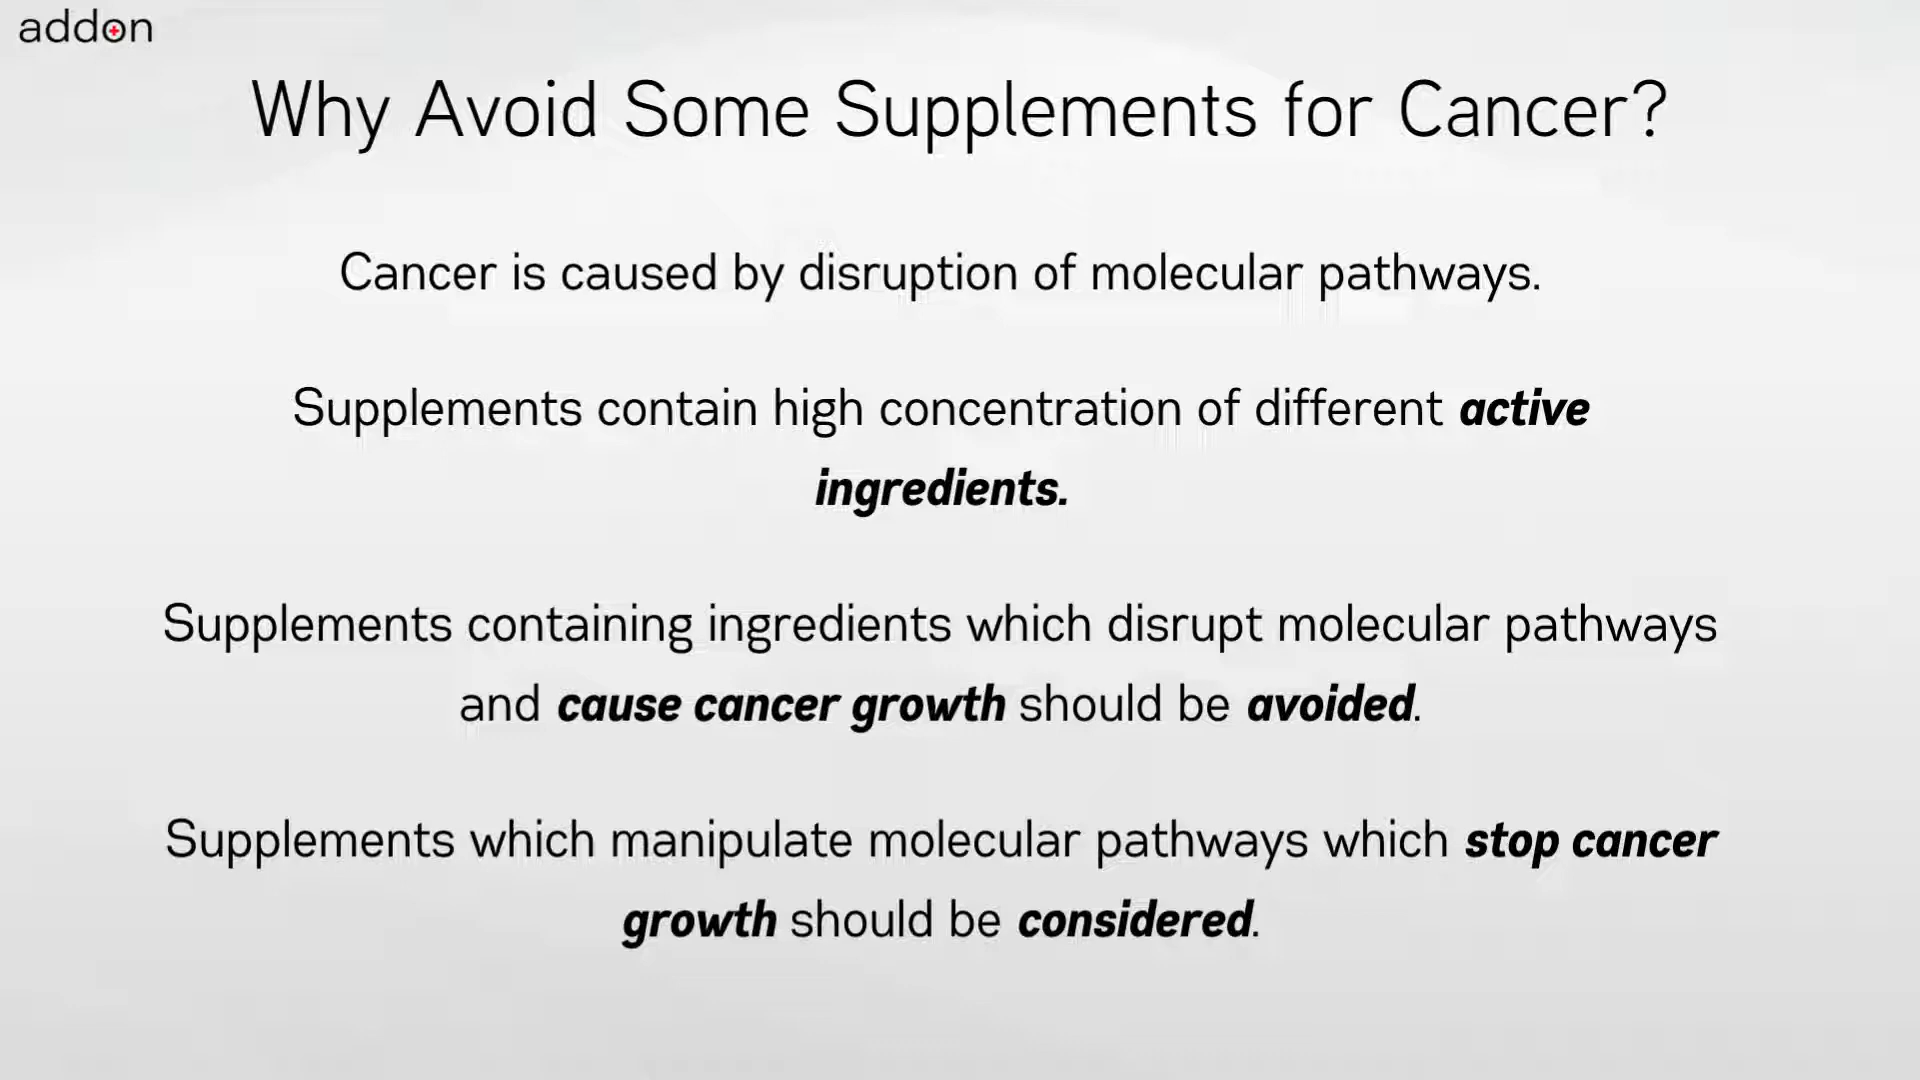 addon
Why Avoid Some Supplements for Cancer?
Cancer is caused by disruption of molecular pathways.
Supplements contain high concentration of different active
ingredients.
Supplements containing ingredients which disrupt molecular pathways
and cause cancer growth should be avoided.
Supplements which manipulate molecular pathways which stop cancer
growth should be considered.